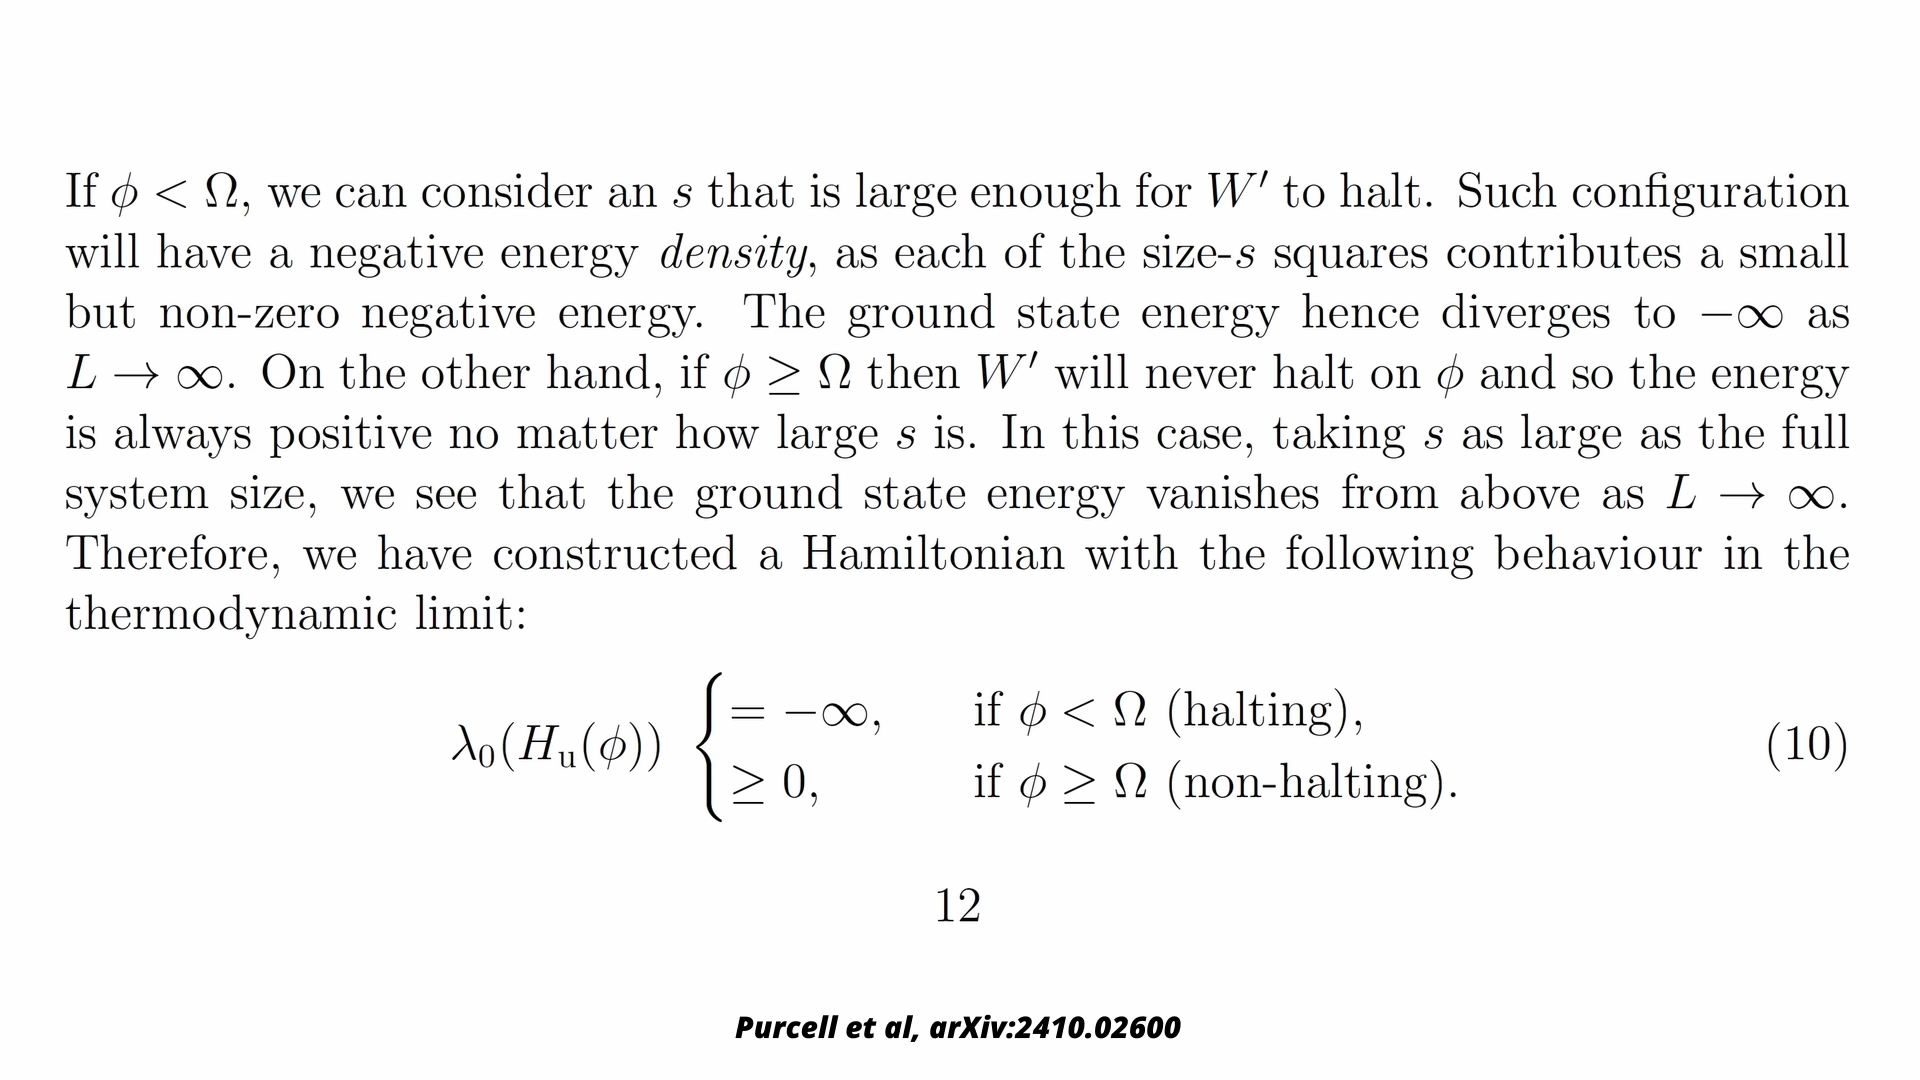 If ϕ < Ω, we can consider an s that is large enough for W′ to halt. Such configuration
will have a negative energy density, as each of the size-s squares contributes a small
but non-zero negative energy. The ground state energy hence diverges to −∞ as
L → ∞. On the other hand, if ϕ ≥ Ω then W′ will never halt on ϕ and so the energy
is always positive no matter how large s is. In this case, taking s as large as the full
system size, we see that the ground state energy vanishes from above as L → ∞.
Therefore, we have constructed a Hamiltonian with the following behaviour in the
thermodynamic limit:
λ₀(Hᵤ(ϕ)) { = −∞, if ϕ < Ω (halting),
≥ 0, if ϕ ≥ Ω (non-halting). (10)
12
Purcell et al, arXiv:2410.02600